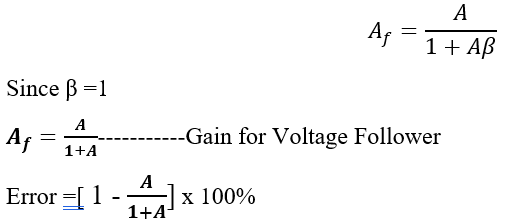 A_f = A / (1 + Aβ)
Since β =1
A_f = A / (1+A) -----------Gain for Voltage Follower
Error =[ 1 - A / (1+A) ] x 100%